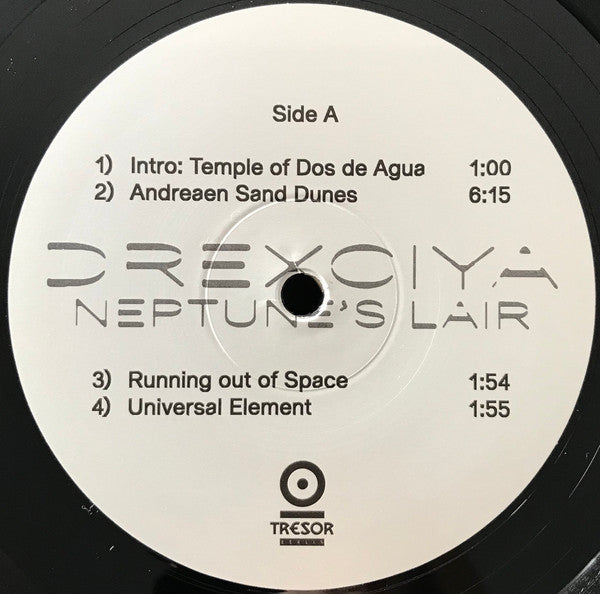 Side A
1) Intro: Temple of Dos de Agua 1:00
2) Andreaen Sand Dunes 6:15
DREXCIYA
NEPTUNE'S LAIR
3) Running out of Space 1:54
4) Universal Element 1:55
TRESOR
BERLIN